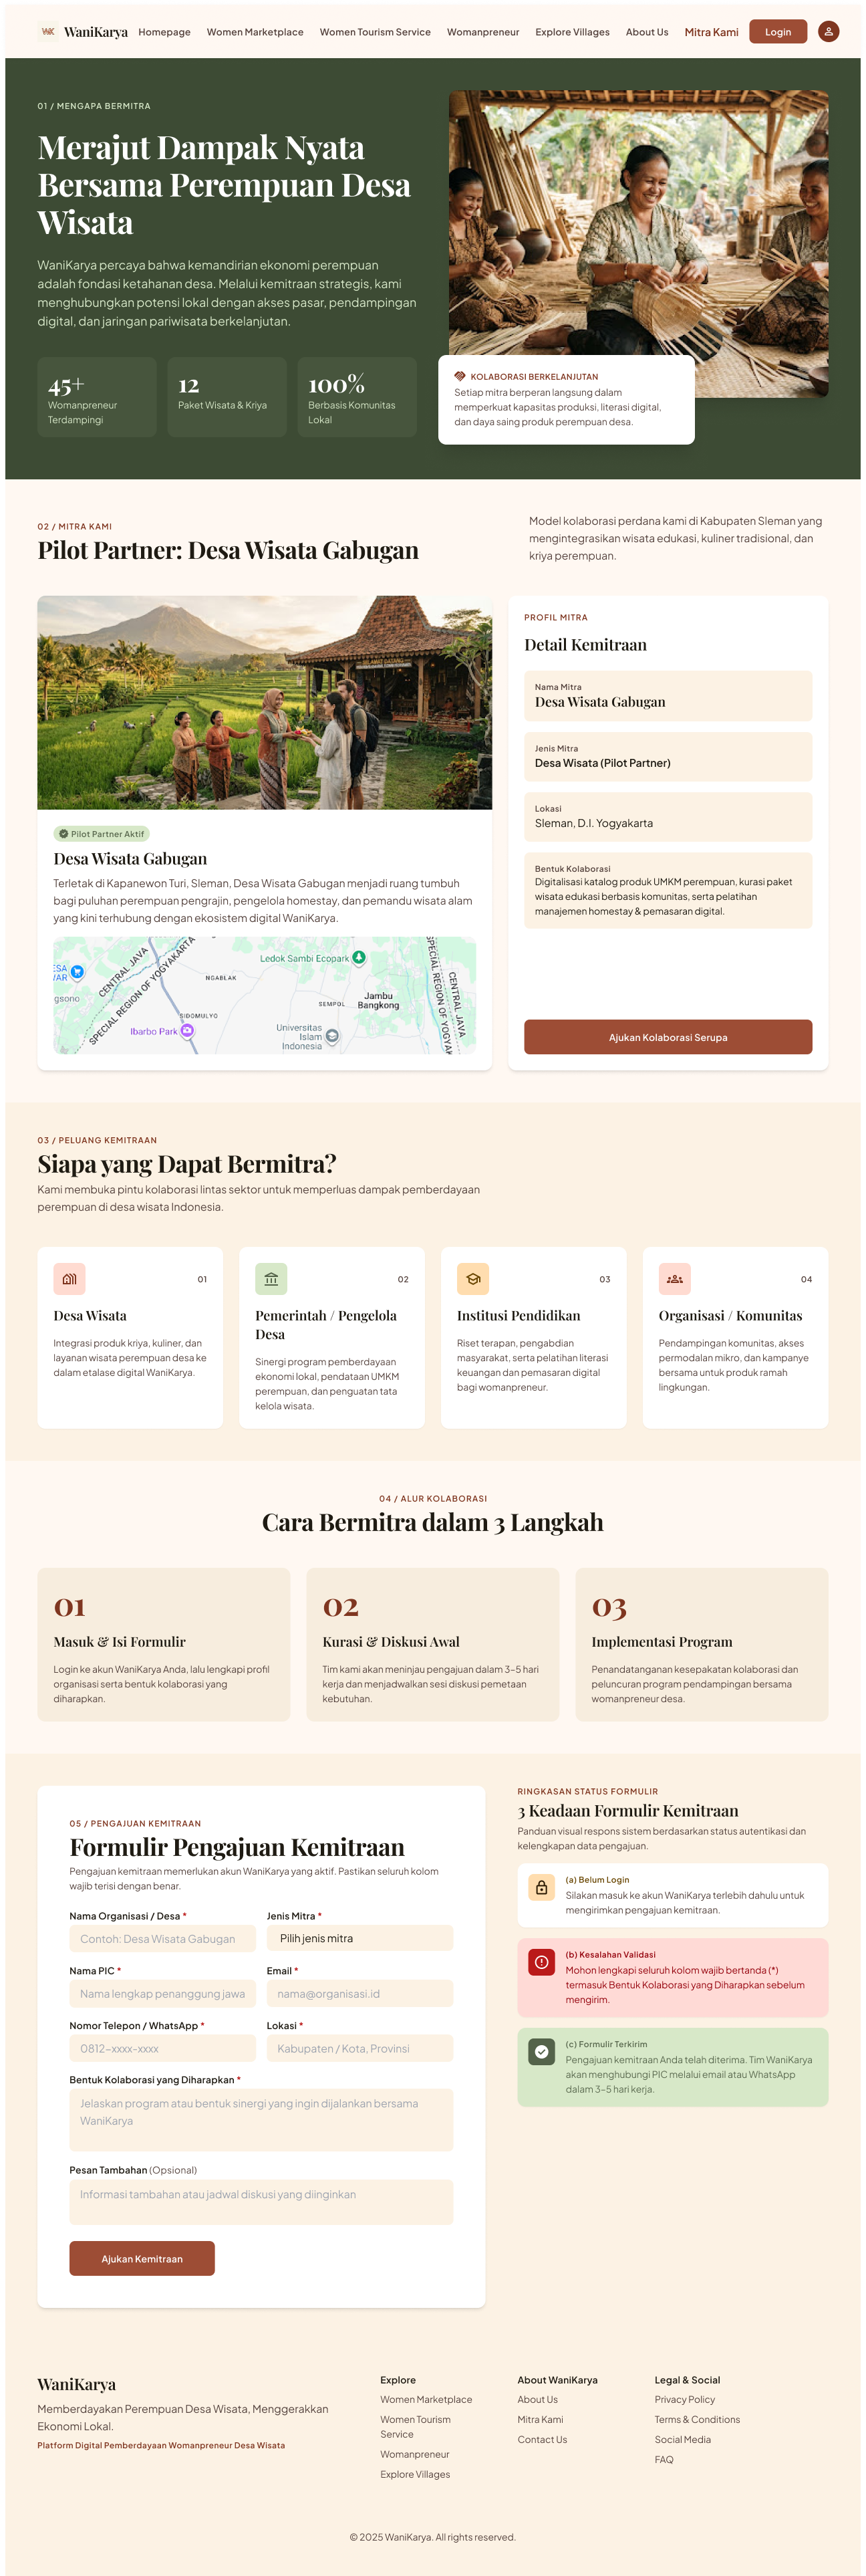 WaniKarya
Homepage
Women Marketplace
Women Tourism Service
Womanpreneur
Explore Villages
About Us
Mitra Kami
Login
01 / MENGAPA BERMITRA
Merajut Dampak Nyata
Bersama Perempuan Desa
Wisata
WaniKarya percaya bahwa kemandirian ekonomi perempuan
adalah fondasi ketahanan desa. Melalui kemitraan strategis, kami
menghubungkan potensi lokal dengan akses pasar, pendampingan
digital, dan jaringan pariwisata berkelanjutan.
45+
Womanpreneur
Terdampingi
12
Paket Wisata & Kriya
100%
Berbasis Komunitas
Lokal
KOLABORASI BERKELANJUTAN
Setiap mitra berperan langsung dalam
memperkuat kapasitas produksi, literasi digital,
dan daya saing produk perempuan desa.
02 / MITRA KAMI
Pilot Partner: Desa Wisata Gabugan
Model kolaborasi perdana kami di Kabupaten Sleman yang
mengintegrasikan wisata edukasi, kuliner tradisional, dan
kriya perempuan.
Pilot Partner Aktif
Desa Wisata Gabugan
Terletak di Kapanewon Turi, Sleman, Desa Wisata Gabugan menjadi ruang tumbuh
bagi puluhan perempuan pengrajin, pengelola homestay, dan pemandu wisata alam
yang kini terhubung dengan ekosistem digital WaniKarya.
CENTRAL JAVA
SPECIAL REGION OF YOGYAKARTA
Ledok Sambi Ecopark
NGABLAK
SEMPOL
Jambu
Bangkong
SIDOMULYO
Ibarbo Park
Universitas
Islam
Indonesia
CENTRAL JAVA
SPECIAL REGION OF YOGYAK
gsono
PROFIL MITRA
Detail Kemitraan
Nama Mitra
Desa Wisata Gabugan
Jenis Mitra
Desa Wisata (Pilot Partner)
Lokasi
Sleman, D.I. Yogyakarta
Bentuk Kolaborasi
Digitalisasi katalog produk UMKM perempuan, kurasi paket
wisata edukasi berbasis komunitas, serta pelatihan
manajemen homestay & pemasaran digital.
Ajukan Kolaborasi Serupa
03 / PELUANG KEMITRAAN
Siapa yang Dapat Bermitra?
Kami membuka pintu kolaborasi lintas sektor untuk memperluas dampak pemberdayaan
perempuan di desa wisata Indonesia.
01
Desa Wisata
Integrasi produk kriya, kuliner, dan
layanan wisata perempuan desa ke
dalam etalase digital WaniKarya.
02
Pemerintah / Pengelola
Desa
Sinergi program pemberdayaan
ekonomi lokal, pendataan UMKM
perempuan, dan penguatan tata
kelola wisata.
03
Institusi Pendidikan
Riset terapan, pengabdian
masyarakat, serta pelatihan literasi
keuangan dan pemasaran digital
bagi womanpreneur.
04
Organisasi / Komunitas
Pendampingan komunitas, akses
permodalan mikro, dan kampanye
bersama untuk produk ramah
lingkungan.
04 / ALUR KOLABORASI
Cara Bermitra dalam 3 Langkah
01
Masuk & Isi Formulir
Login ke akun WaniKarya Anda, lalu lengkapi profil
organisasi serta bentuk kolaborasi yang
diharapkan.
02
Kurasi & Diskusi Awal
Tim kami akan meninjau pengajuan dalam 3–5 hari
kerja dan menjadwalkan sesi diskusi pemetaan
kebutuhan.
03
Implementasi Program
Penandatanganan kesepakatan kolaborasi dan
peluncuran program pendampingan bersama
womanpreneur desa.
05 / PENGAJUAN KEMITRAAN
Formulir Pengajuan Kemitraan
Pengajuan kemitraan memerlukan akun WaniKarya yang aktif. Pastikan seluruh kolom
wajib terisi dengan benar.
Nama Organisasi / Desa *
Contoh: Desa Wisata Gabugan
Jenis Mitra *
Pilih jenis mitra
Nama PIC *
Nama lengkap penanggung jawa
Email *
nama@organisasi.id
Nomor Telepon / WhatsApp *
0812-xxxx-xxxx
Lokasi *
Kabupaten / Kota, Provinsi
Bentuk Kolaborasi yang Diharapkan *
Jelaskan program atau bentuk sinergi yang ingin dijalankan bersama
WaniKarya
Pesan Tambahan (Opsional)
Informasi tambahan atau jadwal diskusi yang diinginkan
Ajukan Kemitraan
RINGKASAN STATUS FORMULIR
3 Keadaan Formulir Kemitraan
Panduan visual respons sistem berdasarkan status autentikasi dan
kelengkapan data pengajuan.
(a) Belum Login
Silakan masuk ke akun WaniKarya terlebih dahulu untuk
mengirimkan pengajuan kemitraan.
(b) Kesalahan Validasi
Mohon lengkapi seluruh kolom wajib bertanda (*)
termasuk Bentuk Kolaborasi yang Diharapkan sebelum
mengirim.
(c) Formulir Terkirim
Pengajuan kemitraan Anda telah diterima. Tim WaniKarya
akan menghubungi PIC melalui email atau WhatsApp
dalam 3–5 hari kerja.
WaniKarya
Memberdayakan Perempuan Desa Wisata, Menggerakkan
Ekonomi Lokal.
Platform Digital Pemberdayaan Womanpreneur Desa Wisata
Explore
Women Marketplace
Women Tourism
Service
Womanpreneur
Explore Villages
About WaniKarya
About Us
Mitra Kami
Contact Us
Legal & Social
Privacy Policy
Terms & Conditions
Social Media
FAQ
© 2025 WaniKarya. All rights reserved.